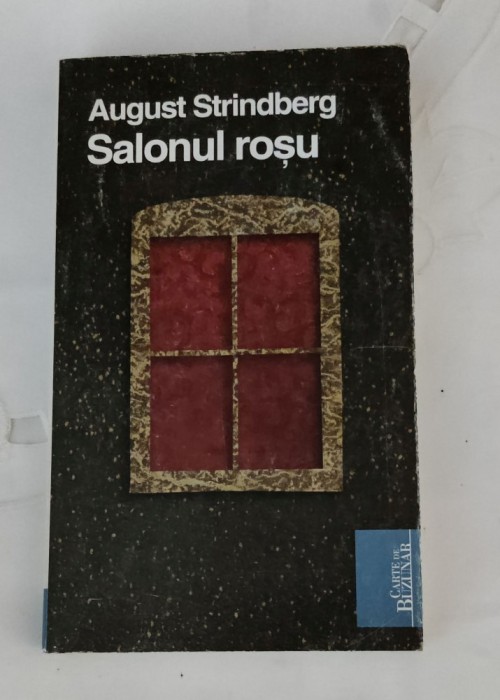 August Strindberg
Salonul roșu
CARTE DE
BUZUNAR